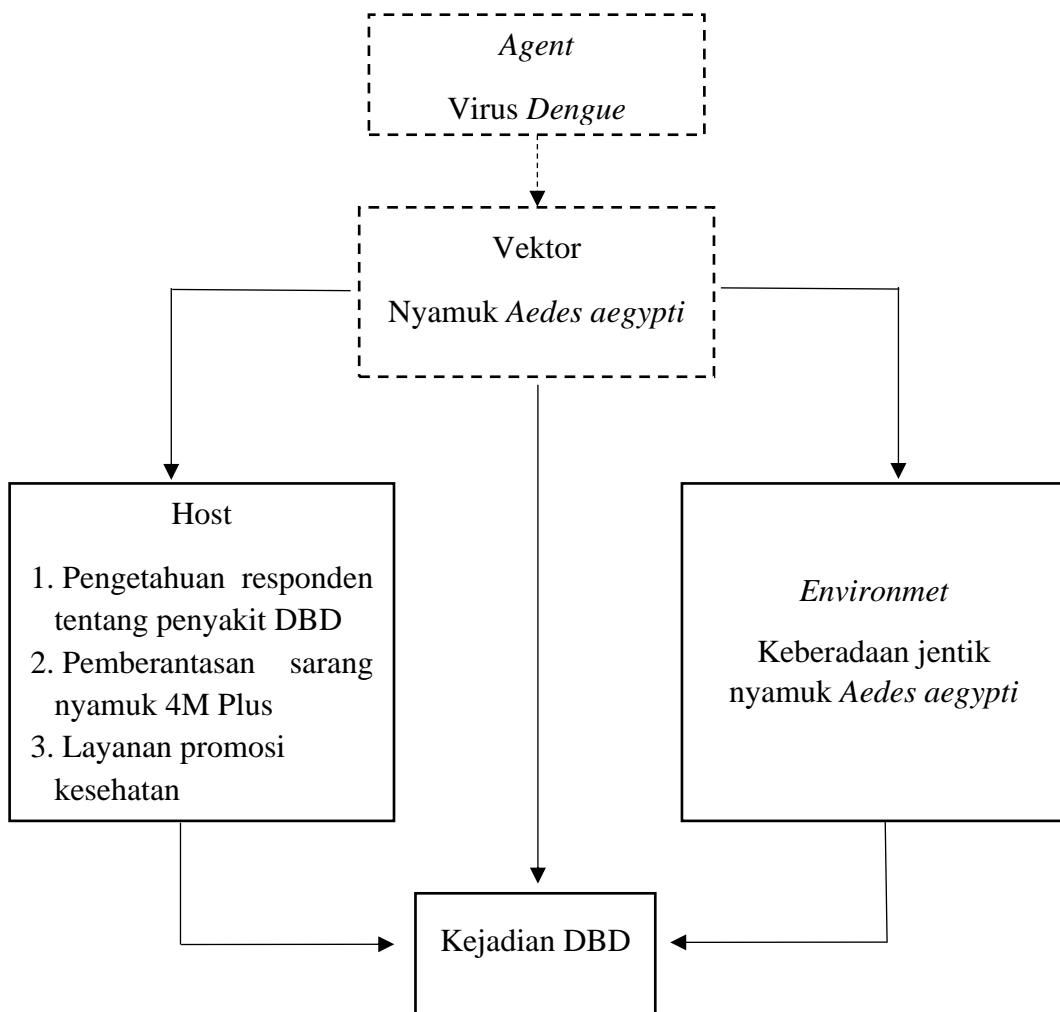 Agent
Virus Dengue
Vektor
Nyamuk Aedes aegypti
Host
1. Pengetahuan responden
tentang penyakit DBD
2. Pemberantasan sarang
nyamuk 4M Plus
3. Layanan promosi
kesehatan
Environmet
Keberadaan jentik
nyamuk Aedes aegypti
Kejadian DBD